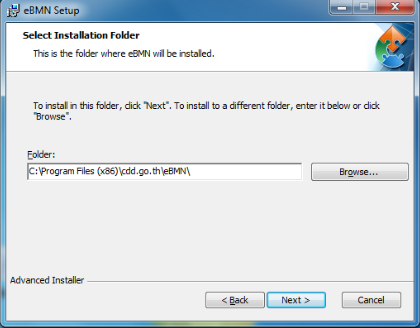 eBMN Setup
Select Installation Folder
This is the folder where eBMN will be installed.
To install in this folder, click "Next". To install to a different folder, enter it below or click
"Browse".
Folder:
C:\Program Files (x86)\cdd.go.th\eBMN\
Browse...
Advanced Installer
< Back
Next >
Cancel